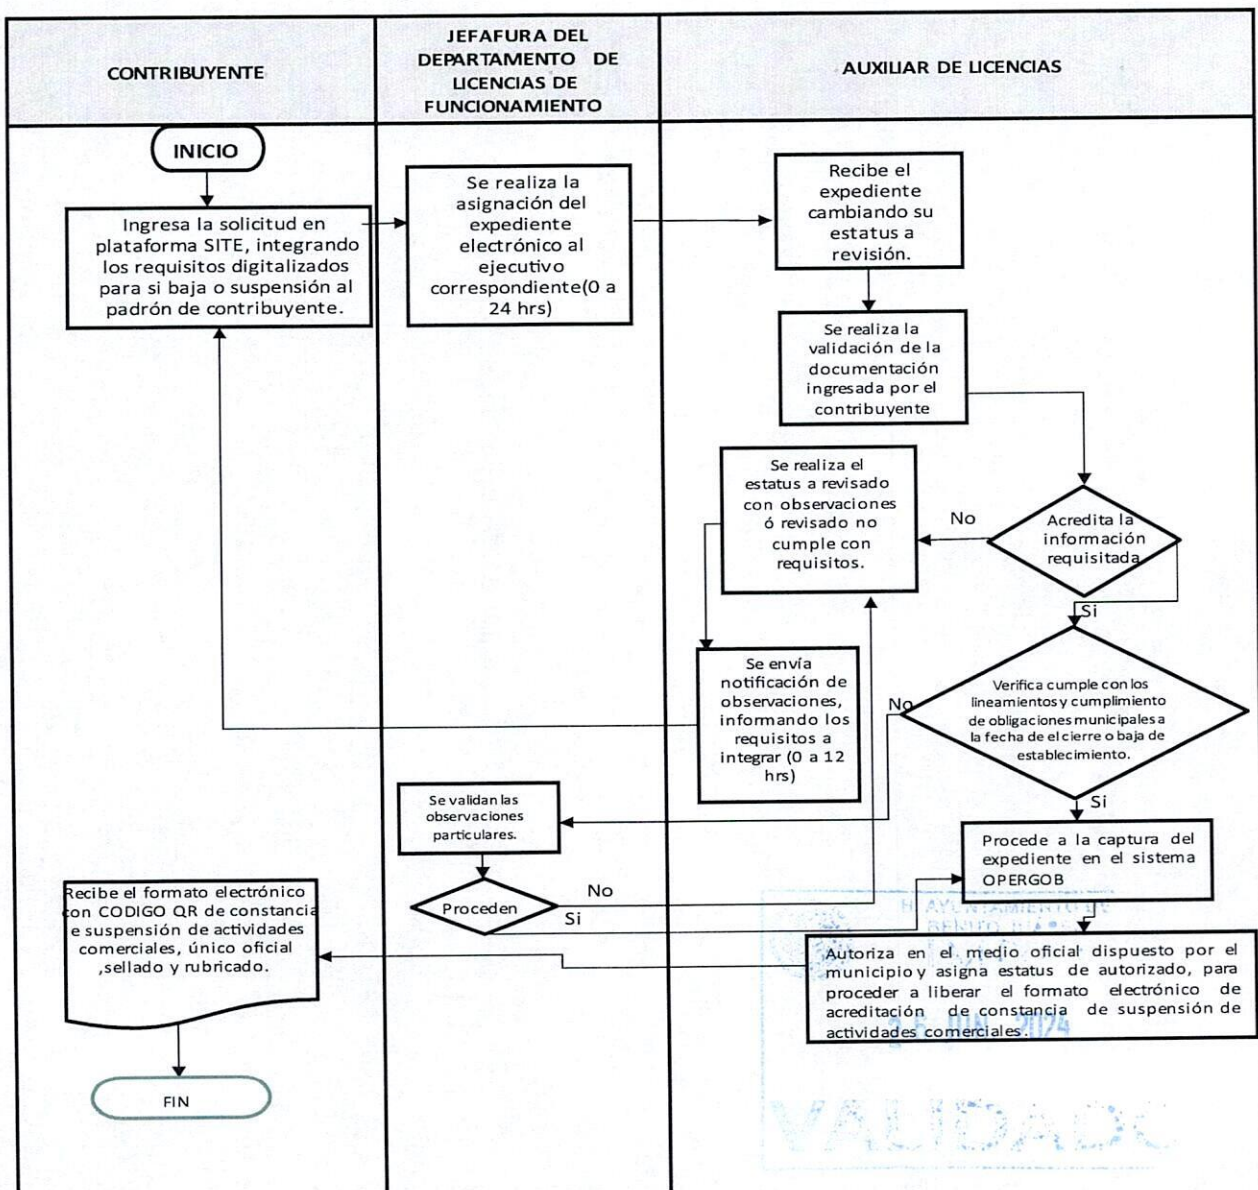 CONTRIBUYENTE
JEFAFURA DEL
DEPARTAMENTO DE
LICENCIAS DE
FUNCIONAMIENTO
AUXILIAR DE LICENCIAS
INICIO
Ingresa la solicitud en
plataforma SITE, integrando
los requisitos digitalizados
para si baja o suspensión al
padrón de contribuyente.
Se realiza la
asignación del
expediente
electrónico al
ejecutivo
correspondiente(0 a
24 hrs)
Recibe el
expediente
cambiando su
estatus a
revisión.
Se realiza la
validación de la
documentación
ingresada por el
contribuyente
Acredita la
información
requisitada
No
Si
Se realiza el
estatus a revisado
con observaciones
ó revisado no
cumple con
requisitos.
Se envía
notificación de
observaciones,
informando los
requisitos a
integrar (0 a 12
hrs)
Verifica cumple con los
lineamientos y cumplimiento
de obligaciones municipales a
la fecha de el cierre o baja de
establecimiento.
No
Si
Se validan las
observaciones
particulares.
Proceden
No
Si
Procede a la captura del
expediente en el sistema
OPERGOB
H. AYUNTAMIENTO DE
Autoriza en el medio oficial dispuesto por el
municipio y asigna estatus de autorizado, para
proceder a liberar el formato electrónico de
acreditación de constancia de suspensión de
actividades comerciales.
JUN 2024
VALIDADO
Recibe el formato electrónico
con CODIGO QR de constancia
e suspensión de actividades
comerciales, único oficial
,sellado y rubricado.
FIN